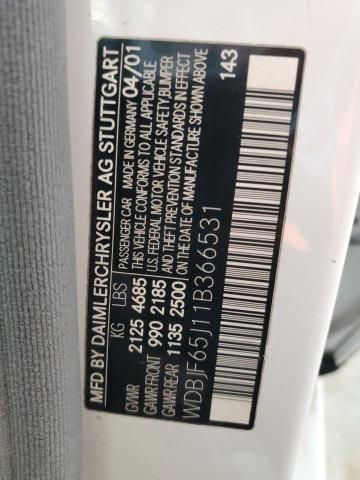 MFD BY DAIMLERCHRYSLER AG STUTTGART
KG LBS PASSENGER CAR MADE IN GERMANY 04/01
GVWR 2125 4685 THIS VEHICLE CONFORMS TO ALL APPLICABLE
GAWR FRONT 990 2185 U.S. FEDERAL MOTOR VEHICLE SAFETY, BUMPER
GAWR REAR 1135 2500 AND THEFT PREVENTION STANDARDS IN EFFECT
ON THE DATE OF MANUFACTURE SHOWN ABOVE
WDBJF65J11B366531 143